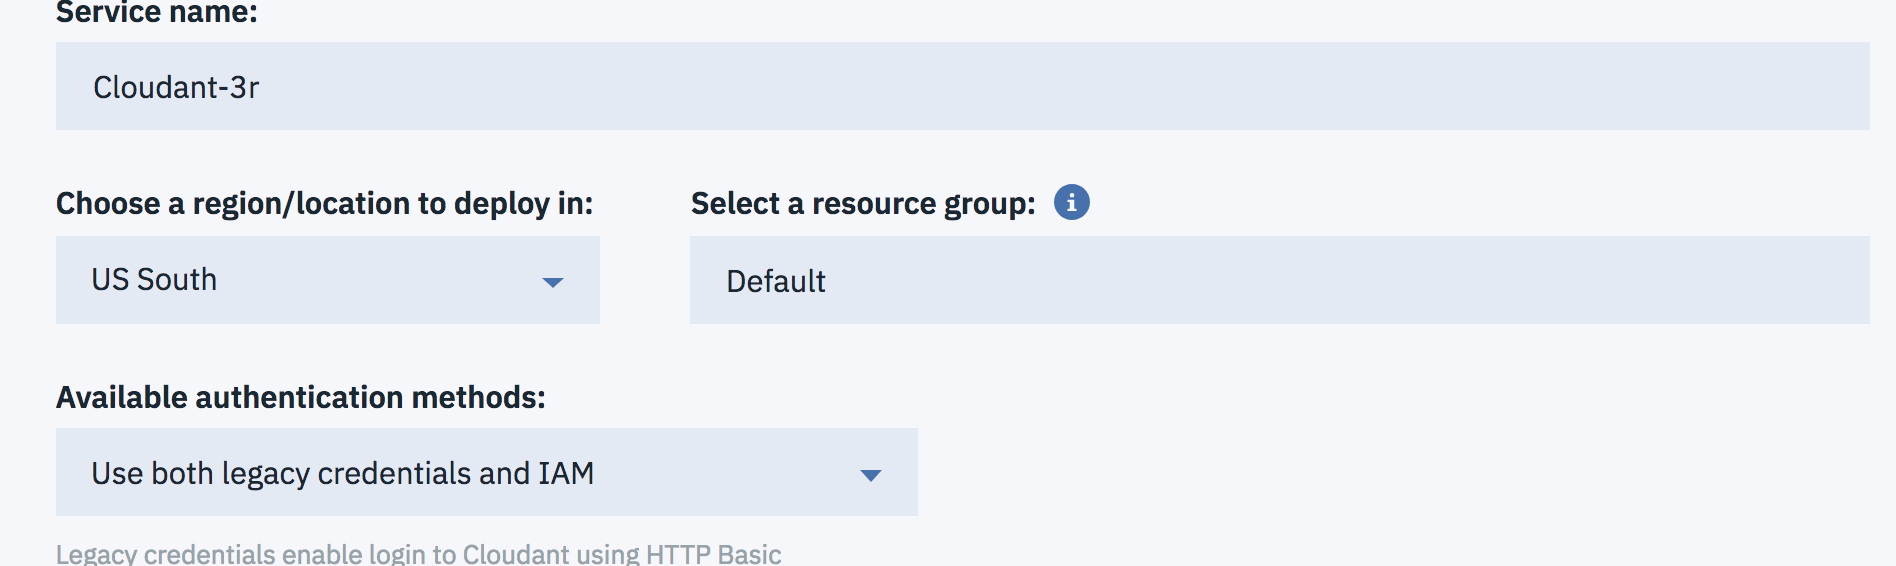 Service name:
Cloudant-3r
Choose a region/location to deploy in:
Select a resource group:
US South
Default
Available authentication methods:
Use both legacy credentials and IAM
Legacy credentials enable login to Cloudant using HTTP Basic